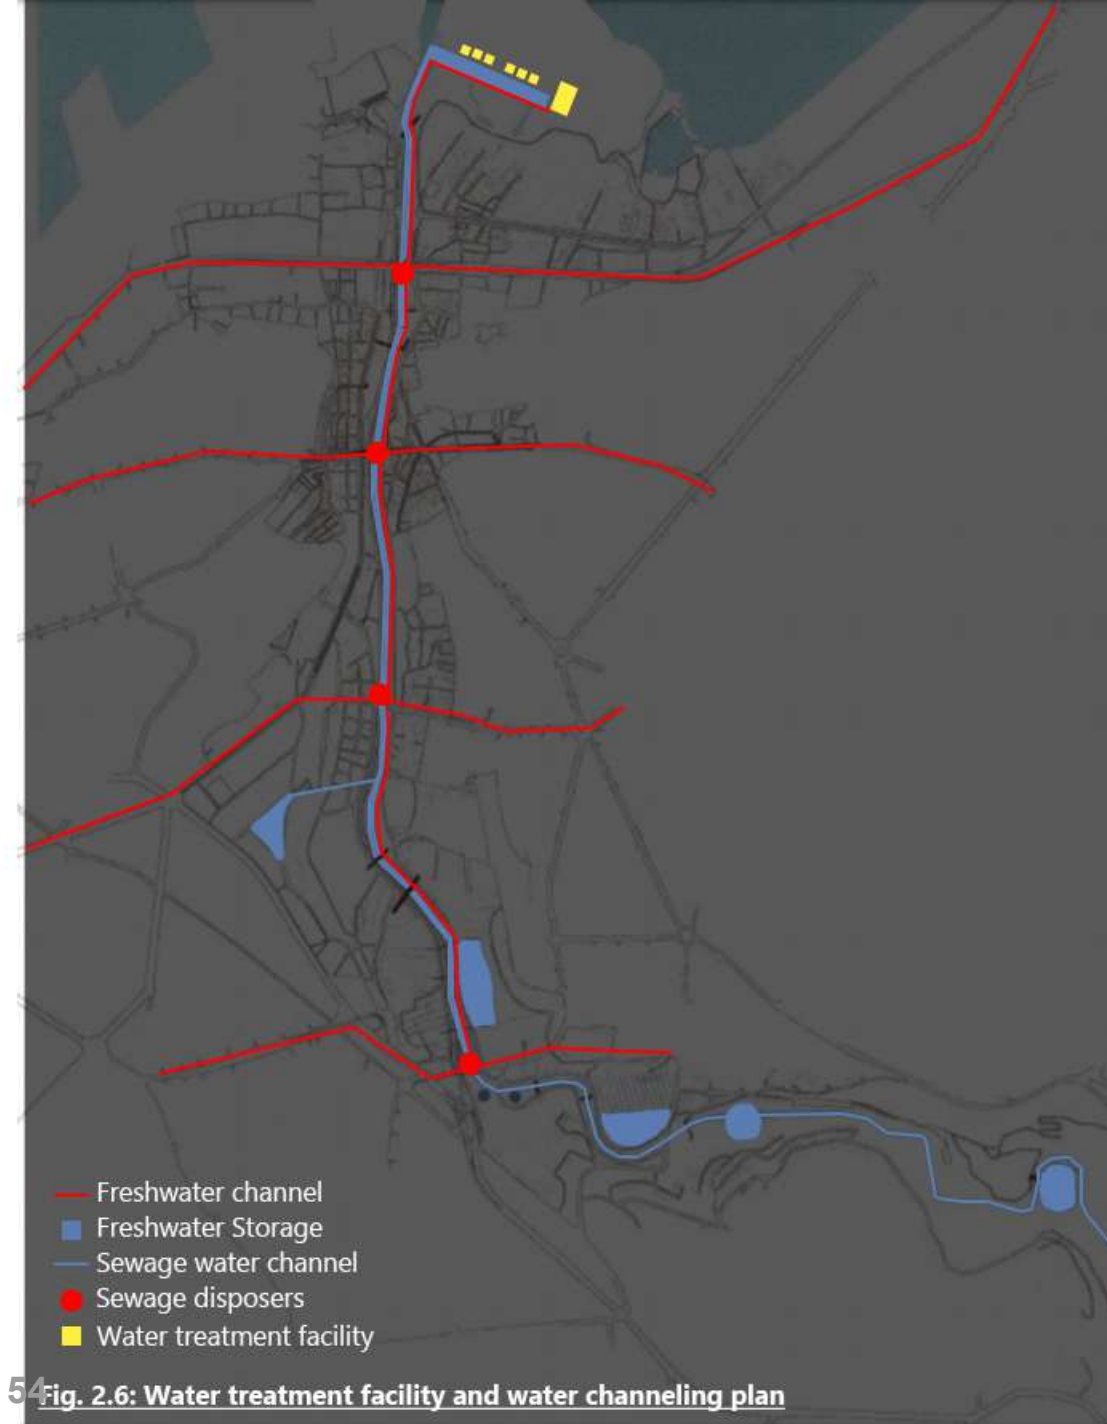 Freshwater channel
Freshwater Storage
Sewage water channel
Sewage disposers
Water treatment facility
54
Fig. 2.6: Water treatment facility and water channeling plan